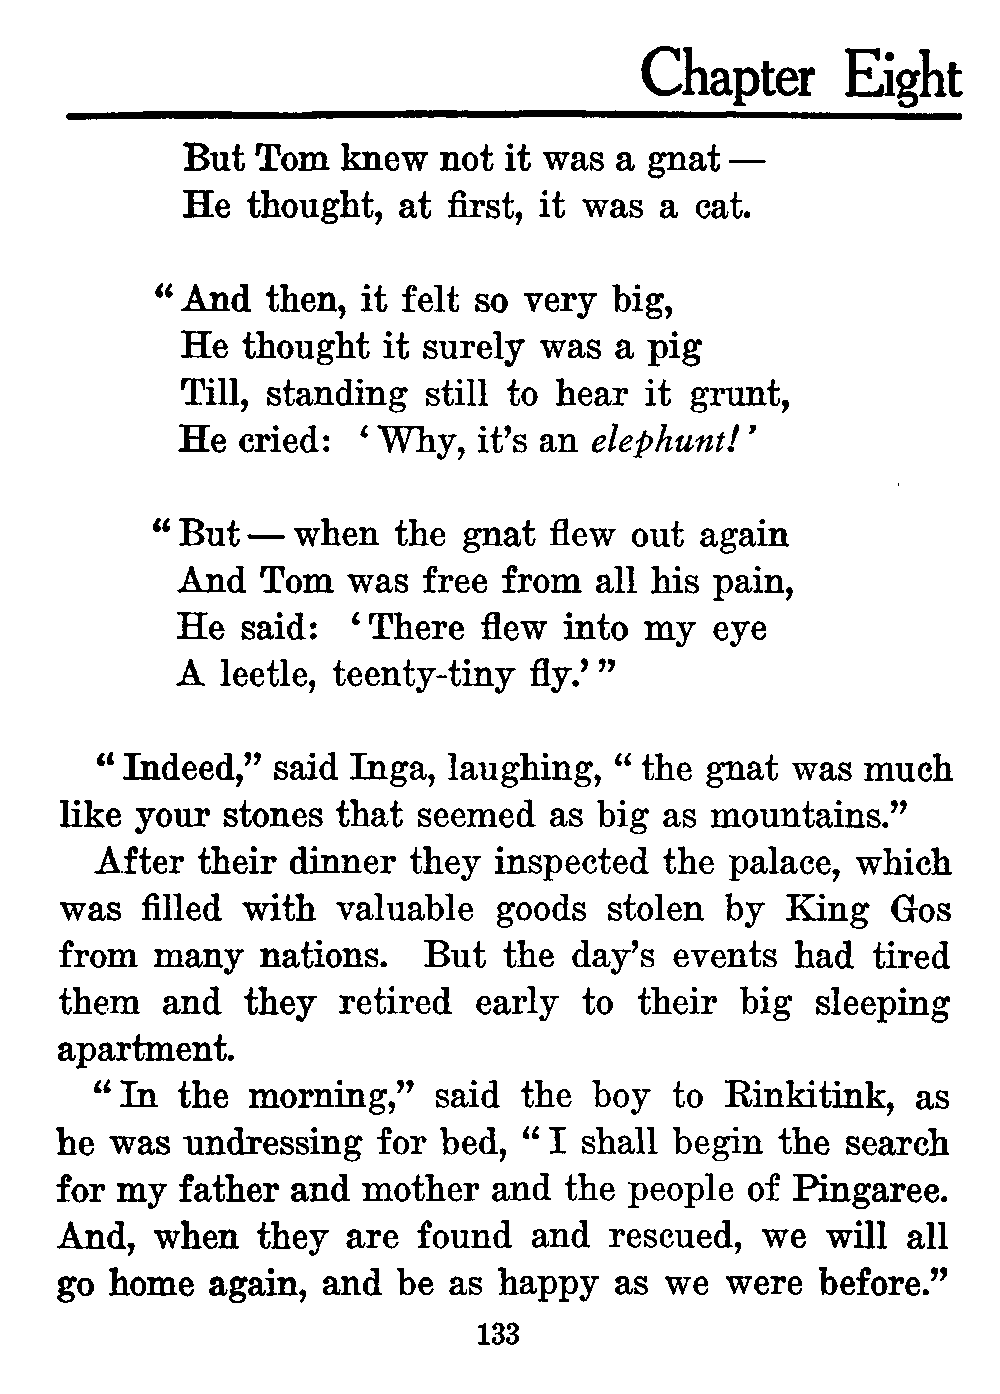 Chapter Eight
But Tom knew not it was a gnat —
He thought, at first, it was a cat.
“ And then, it felt so very big,
He thought it surely was a pig
Till, standing still to hear it grunt,
He cried: ‘ Why, it’s an elephunt! ’
“ But — when the gnat flew out again
And Tom was free from all his pain,
He said: ‘ There flew into my eye
A leetle, teenty-tiny fly.’ ”
“ Indeed,” said Inga, laughing, “ the gnat was much
like your stones that seemed as big as mountains.”
After their dinner they inspected the palace, which
was filled with valuable goods stolen by King Gos
from many nations. But the day’s events had tired
them and they retired early to their big sleeping
apartment.
“ In the morning,” said the boy to Rinkitink, as
he was undressing for bed, “ I shall begin the search
for my father and mother and the people of Pingaree.
And, when they are found and rescued, we will all
go home again, and be as happy as we were before.”
133